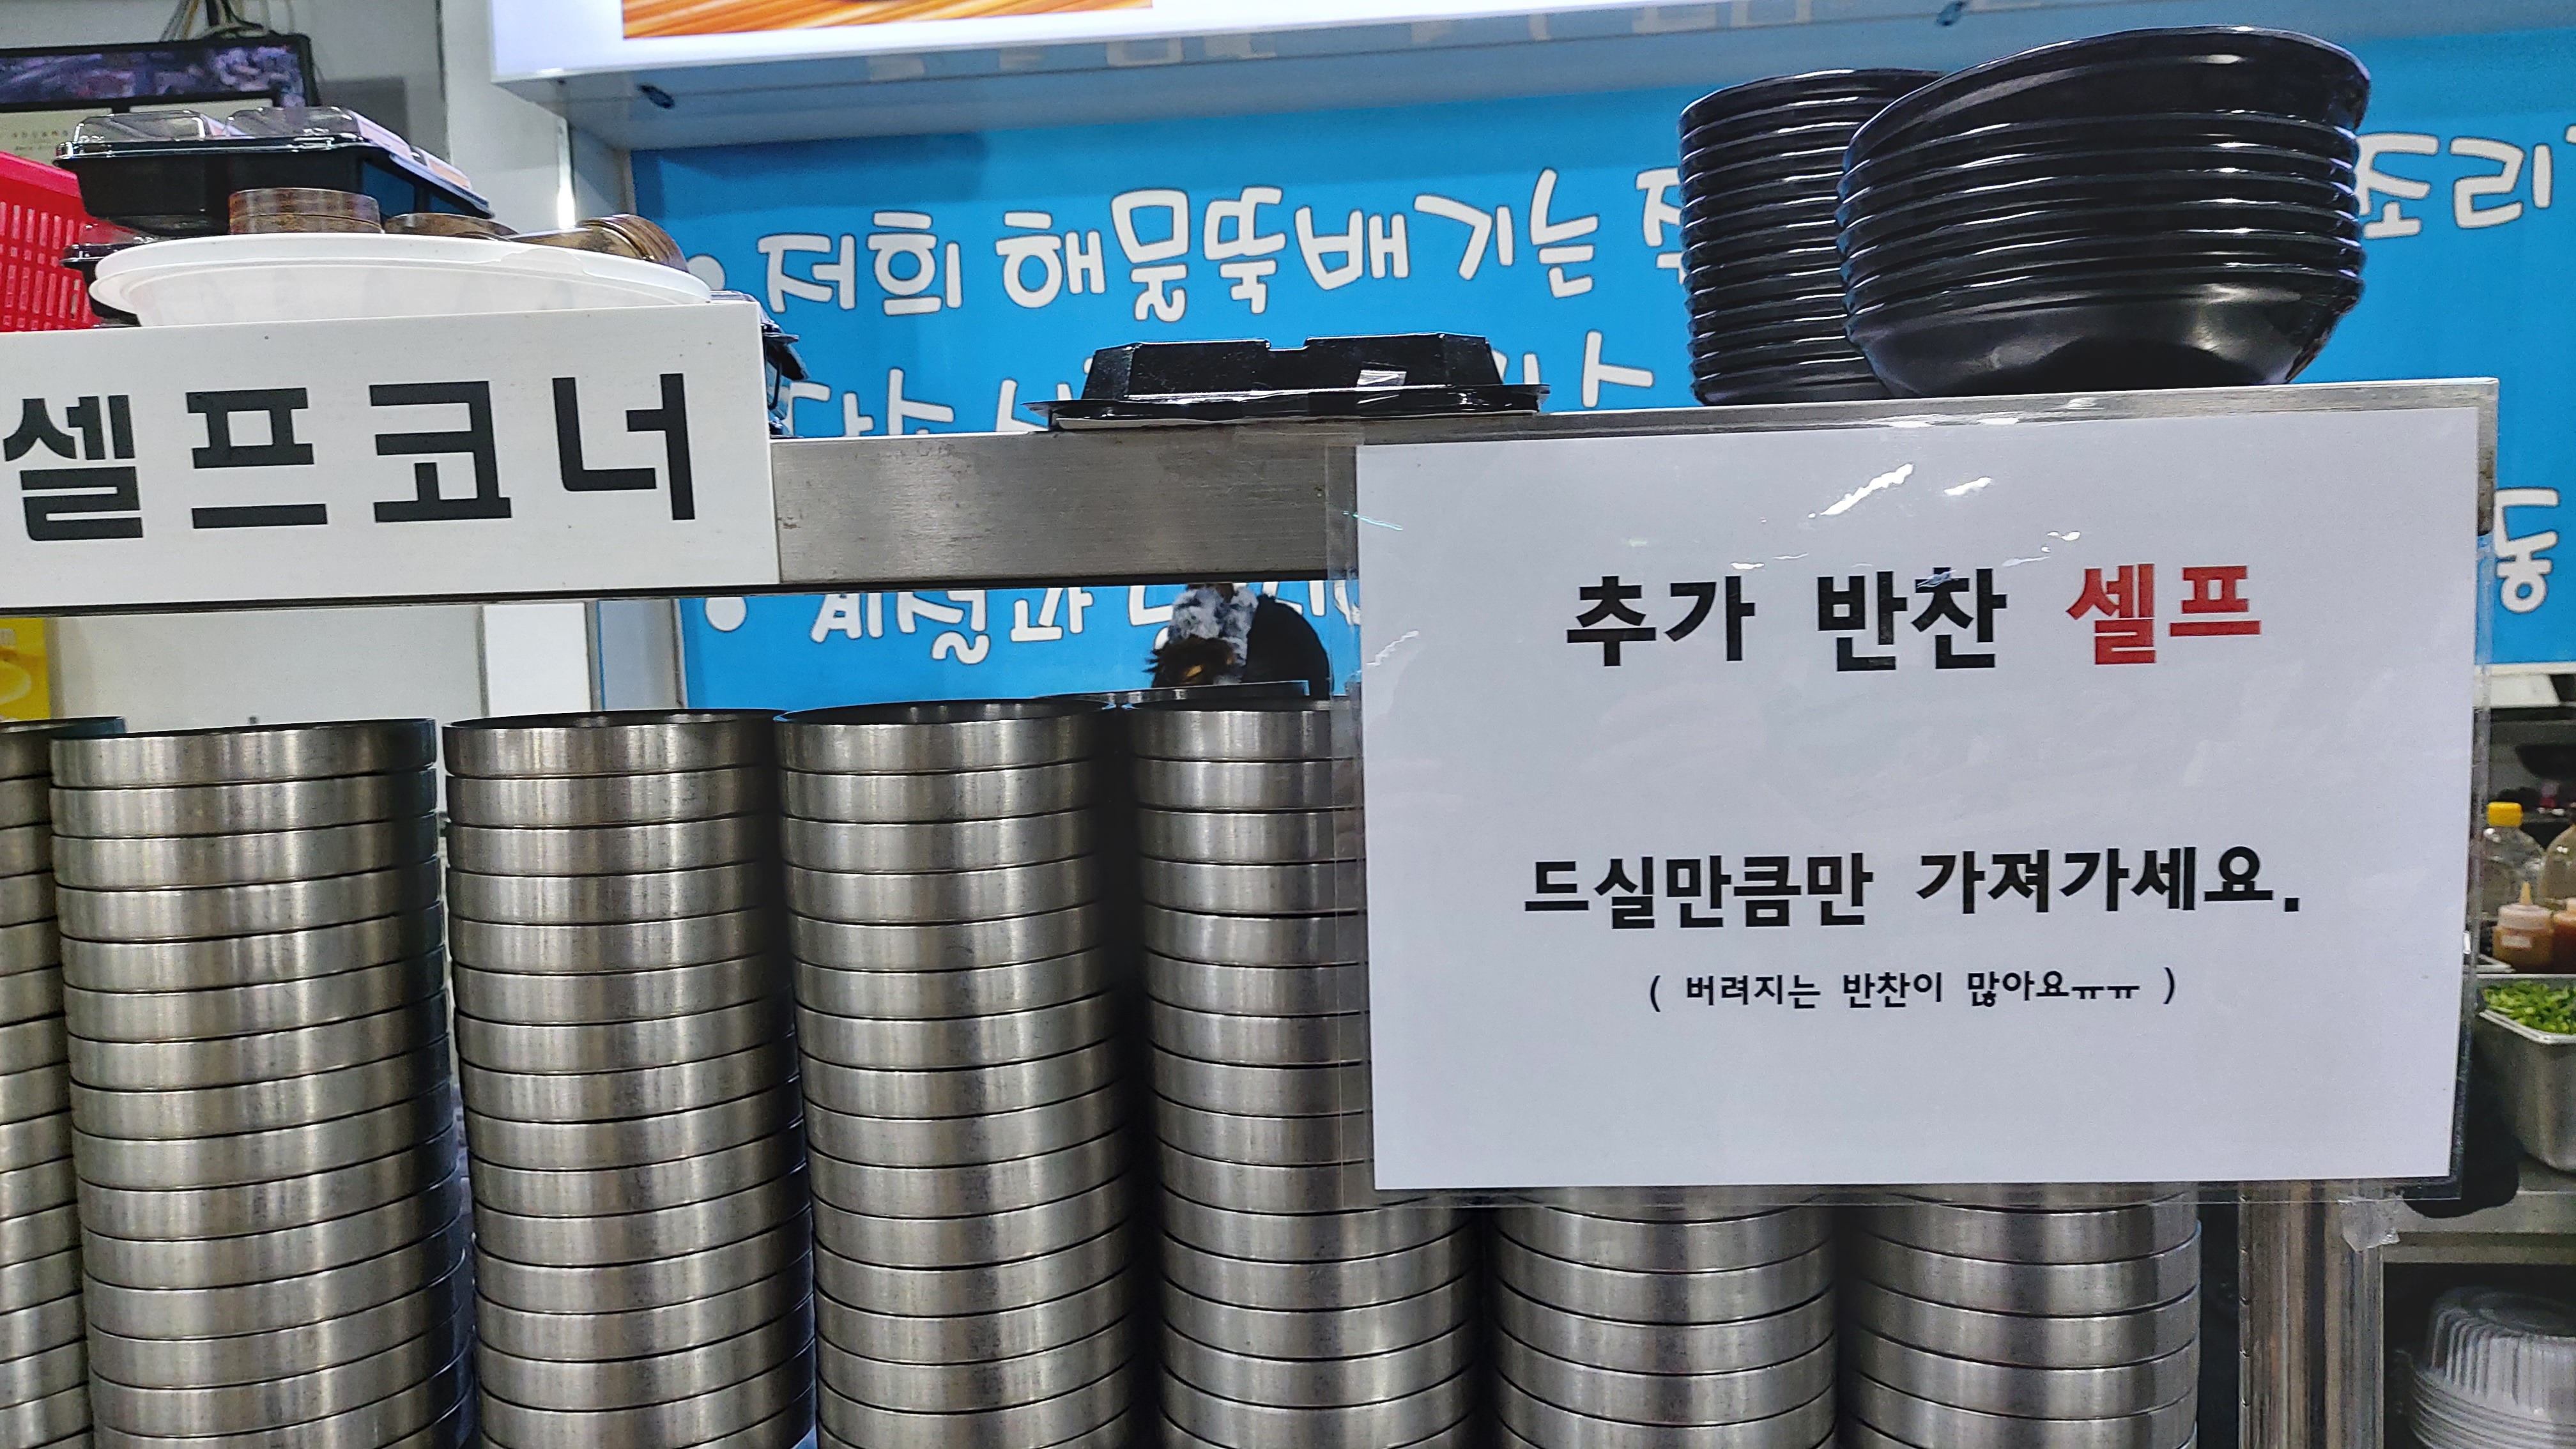 저희 해물뚝배기는
조리
셀프코너
추가 반찬 셀프
드실만큼만 가져가세요.
( 버려지는 반찬이 많아요ㅠㅠ )